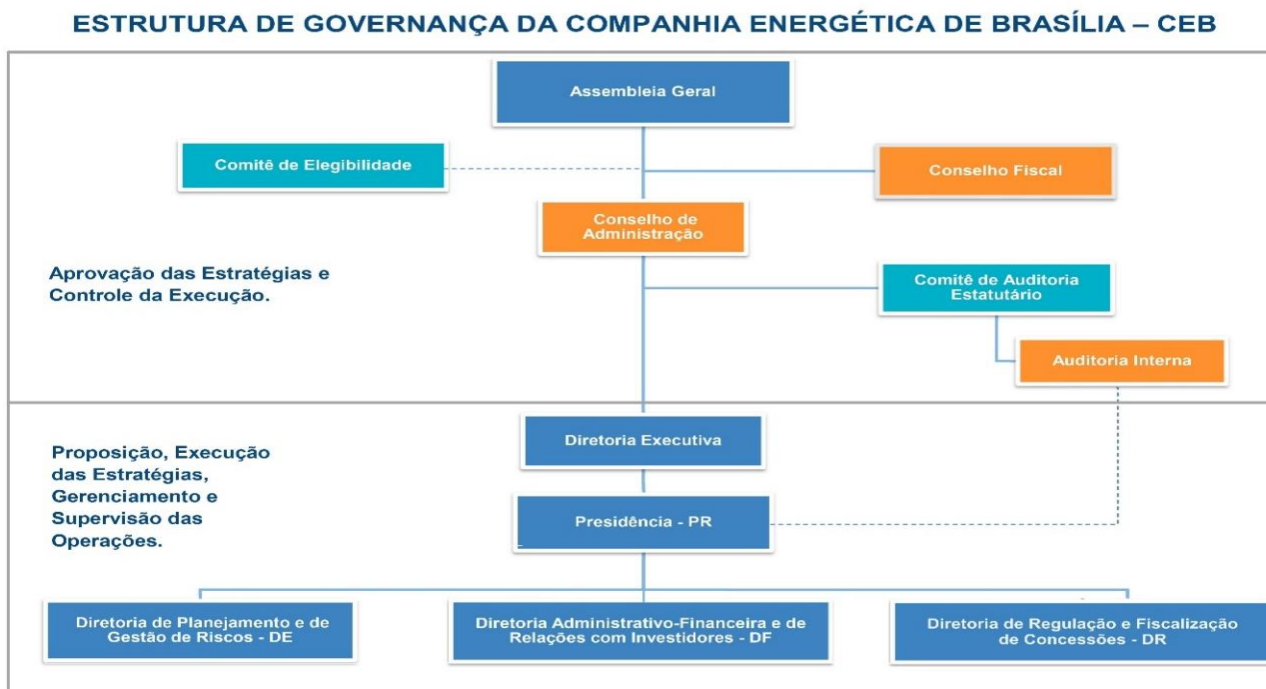 ESTRUTURA DE GOVERNANÇA DA COMPANHIA ENERGÉTICA DE BRASÍLIA – CEB
Assembleia Geral
Comitê de Elegibilidade
Conselho Fiscal
Conselho de
Administração
Aprovação das Estratégias e
Controle da Execução.
Comitê de Auditoria
Estatutário
Auditoria Interna
Diretoria Executiva
Proposição, Execução
das Estratégias,
Gerenciamento e
Supervisão das
Operações.
Presidência - PR
Diretoria de Planejamento e de
Gestão de Riscos - DE
Diretoria Administrativo-Financeira e de
Relações com Investidores - DF
Diretoria de Regulação e Fiscalização
de Concessões - DR